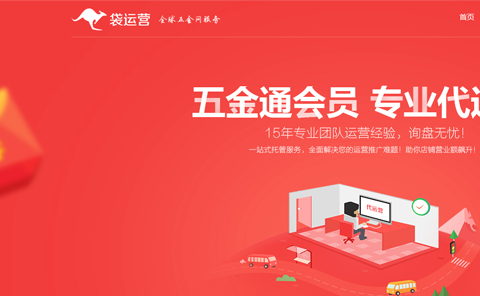 袋运营 全球五金网服务
首页
五金通会员 专业代运
15年专业团队运营经验，询盘无忧！
一站式托管服务，全面解决您的运营推广难题！助你店铺营业额飙升！
代运营